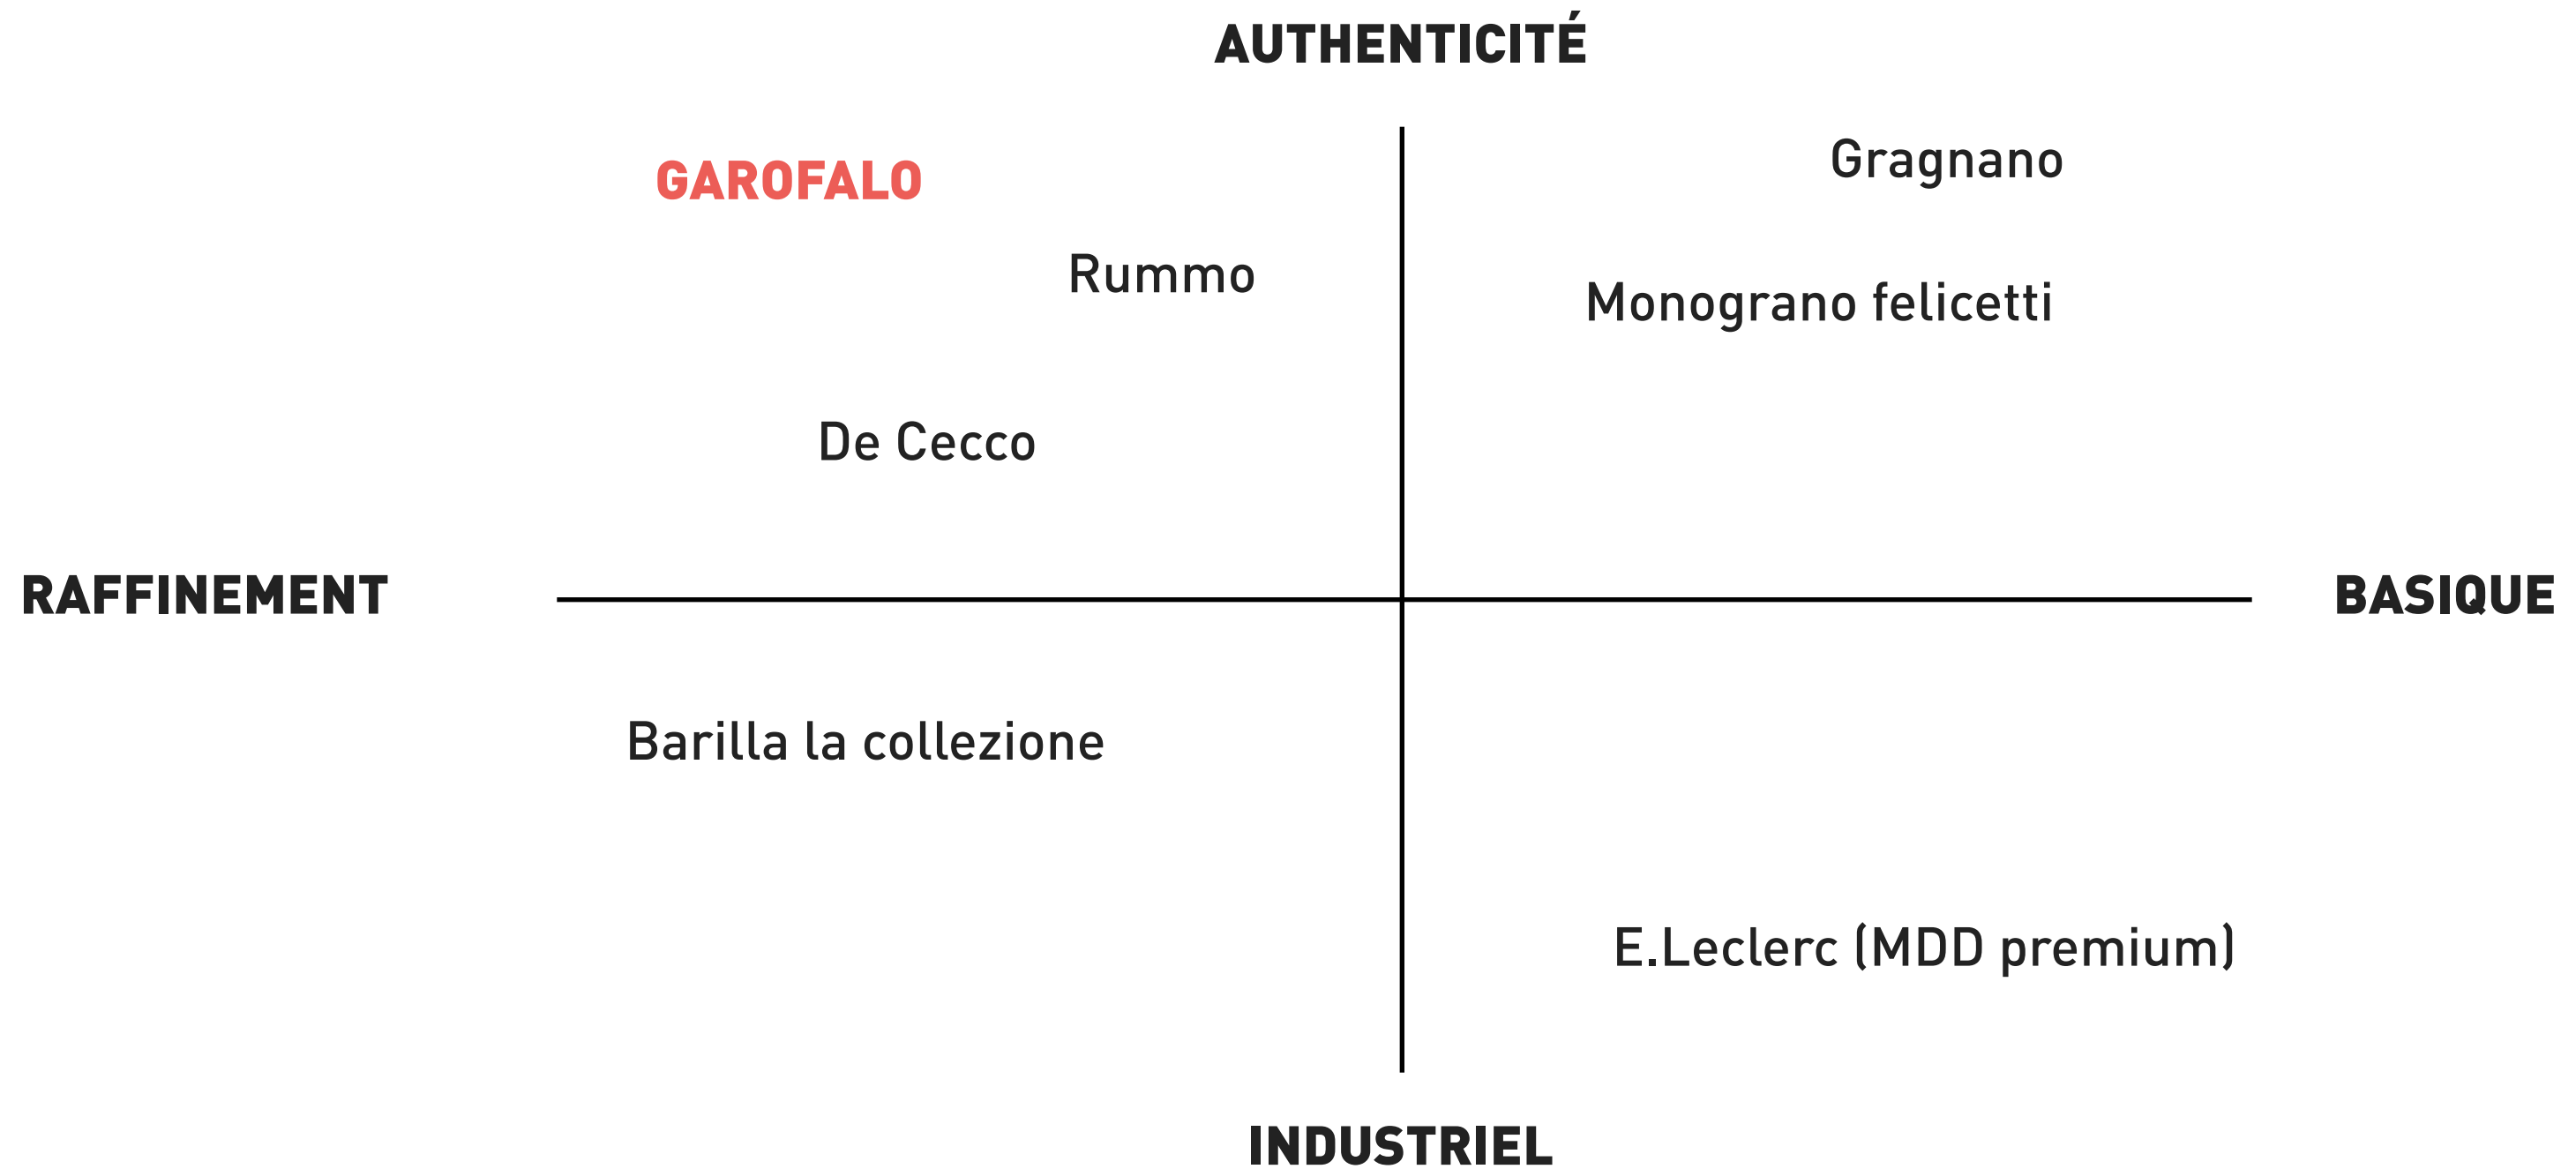 AUTHENTICITÉ
Gragnano
GAROFALO
Rummo
Monograno felicetti
De Cecco
RAFFINEMENT
BASIQUE
Barilla la collezione
E.Leclerc (MDD premium)
INDUSTRIEL